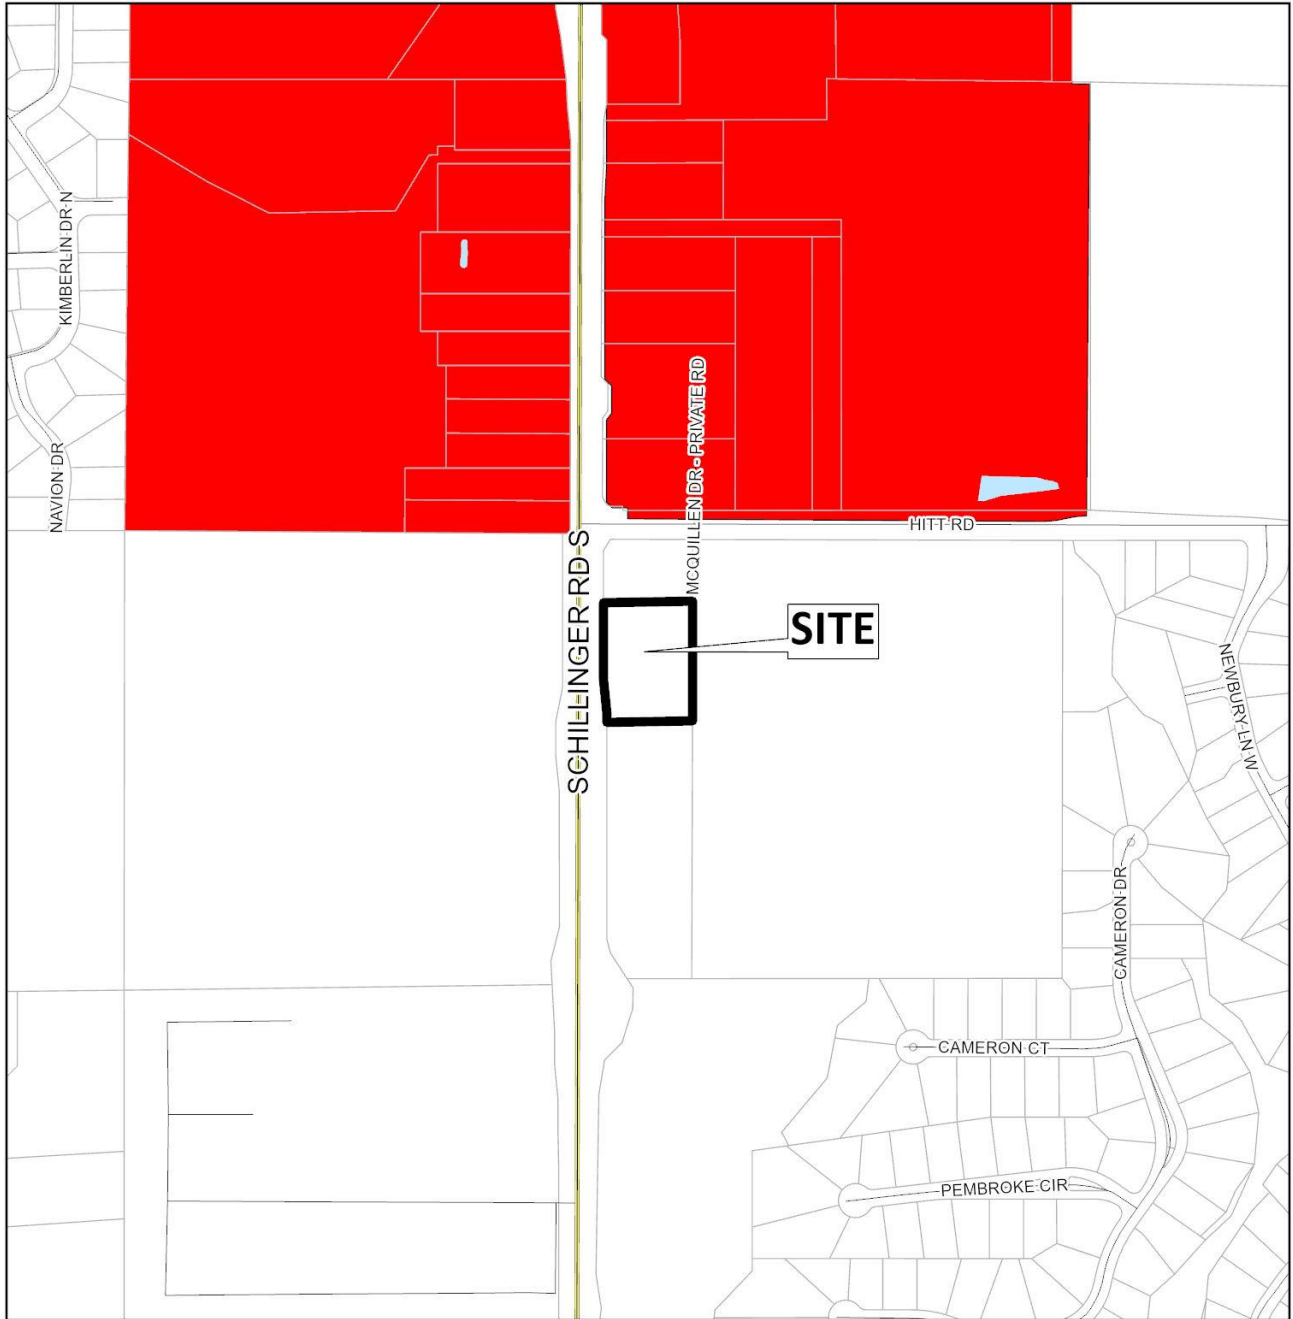 KIMBERLIN DR N
NAVION DR
MCQUILLEN DR - PRIVATE RD
HITT RD
SCHILLINGER RD S
SITE
NEWBURY LN W
CAMERON DR
CAMERON CT
PEMBROKE CIR